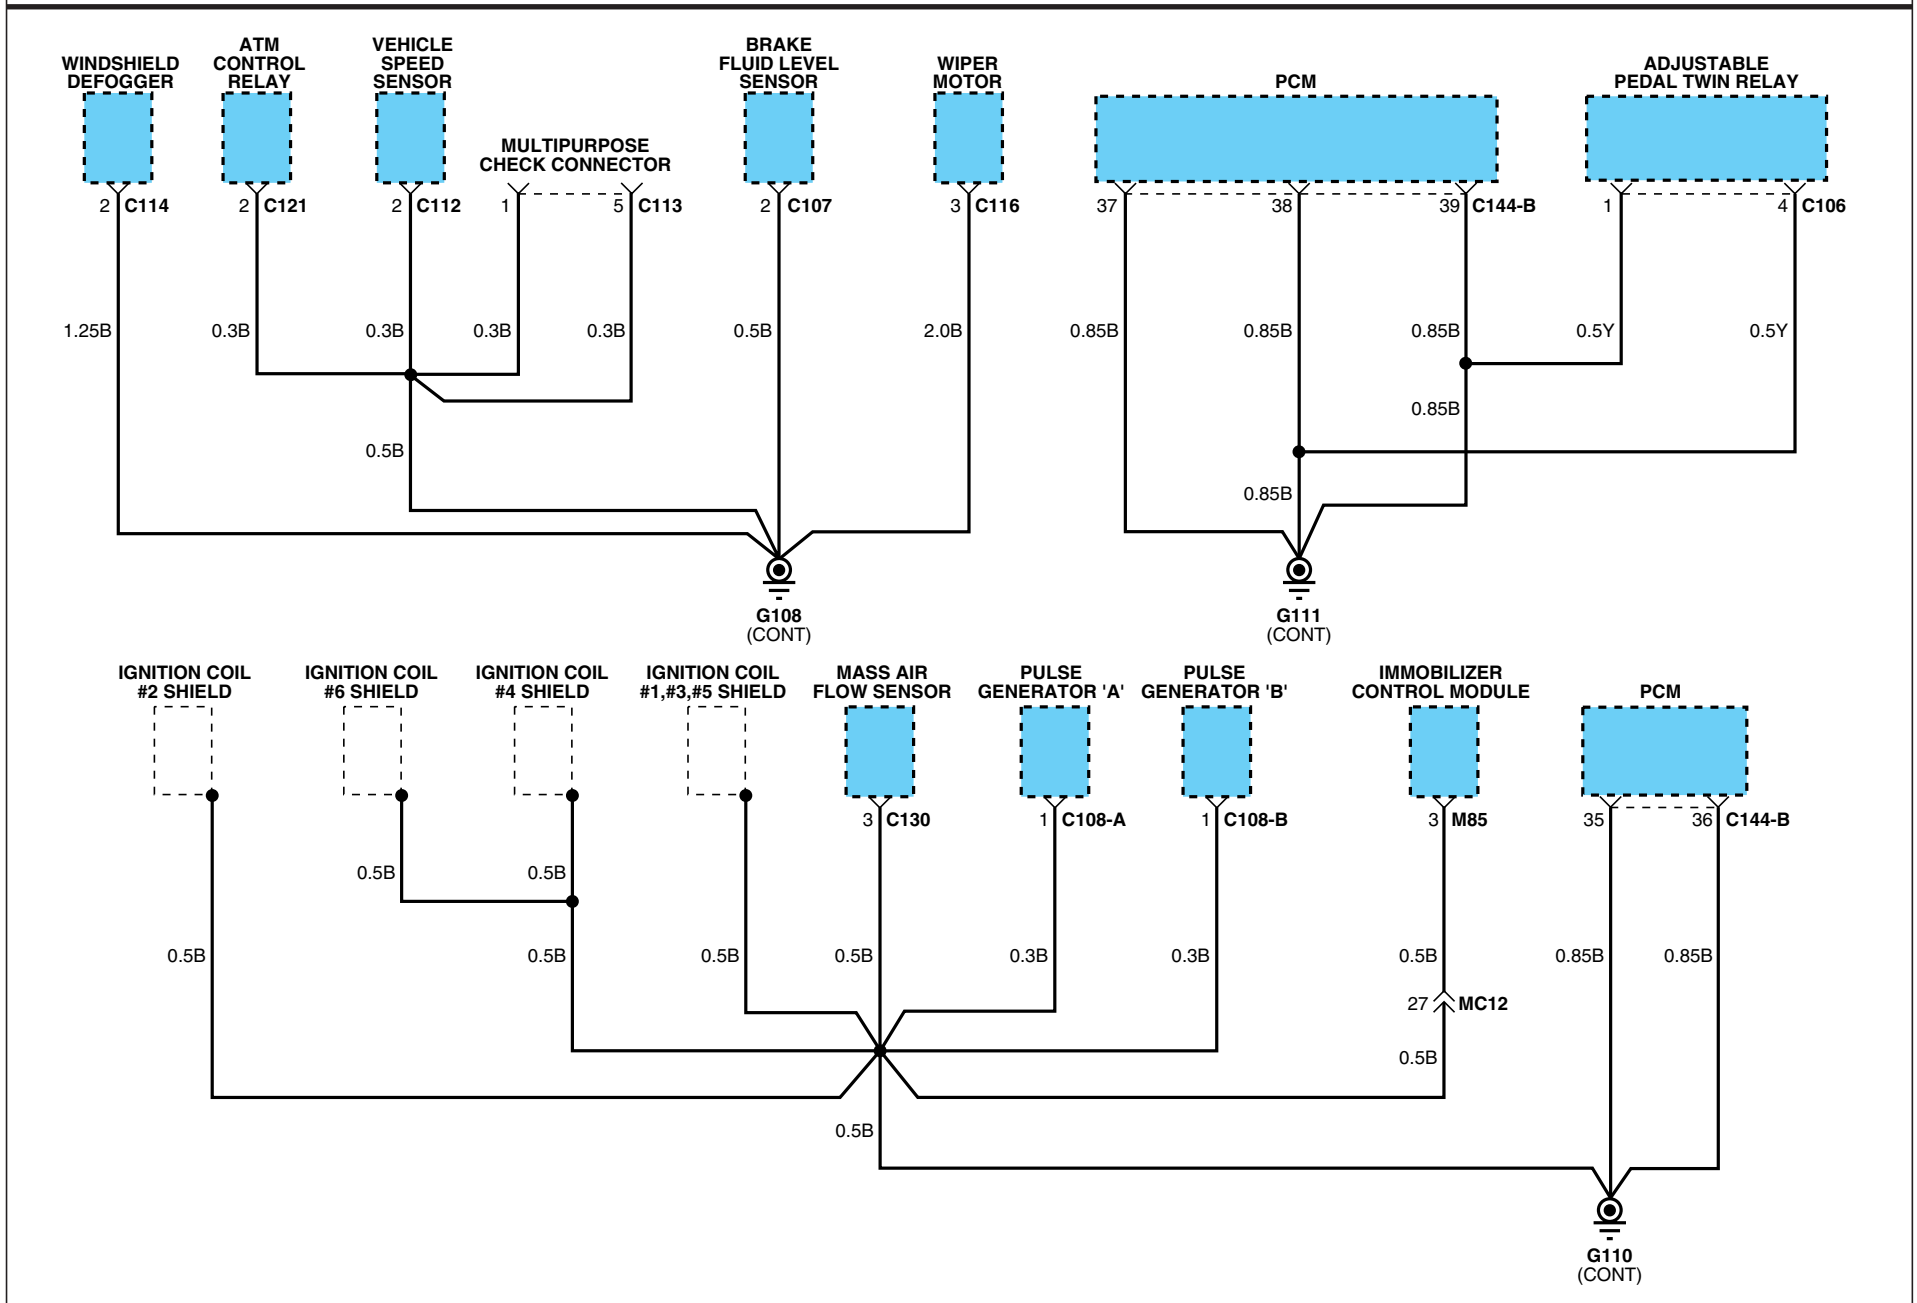 WINDSHIELD
DEFOGGER
ATM
CONTROL
RELAY
VEHICLE
SPEED
SENSOR
MULTIPURPOSE
CHECK CONNECTOR
BRAKE
FLUID LEVEL
SENSOR
WIPER
MOTOR
PCM
ADJUSTABLE
PEDAL TWIN RELAY
2 C114
2 C121
2 C112
1
5 C113
2 C107
3 C116
37
38
39 C144-B
1
4 C106
1.25B
0.3B
0.3B
0.3B
0.3B
0.5B
2.0B
0.85B
0.85B
0.85B
0.5Y
0.5Y
0.85B
0.5B
0.85B
G108
(CONT)
G111
(CONT)
IGNITION COIL
#2 SHIELD
IGNITION COIL
#6 SHIELD
IGNITION COIL
#4 SHIELD
IGNITION COIL
#1,#3,#5 SHIELD
MASS AIR
FLOW SENSOR
PULSE
GENERATOR 'A'
PULSE
GENERATOR 'B'
IMMOBILIZER
CONTROL MODULE
PCM
3 C130
1 C108-A
1 C108-B
3 M85
35
36 C144-B
0.5B
0.5B
0.5B
0.5B
0.5B
0.5B
0.3B
0.3B
0.5B
0.85B
0.85B
27 MC12
0.5B
0.5B
G110
(CONT)